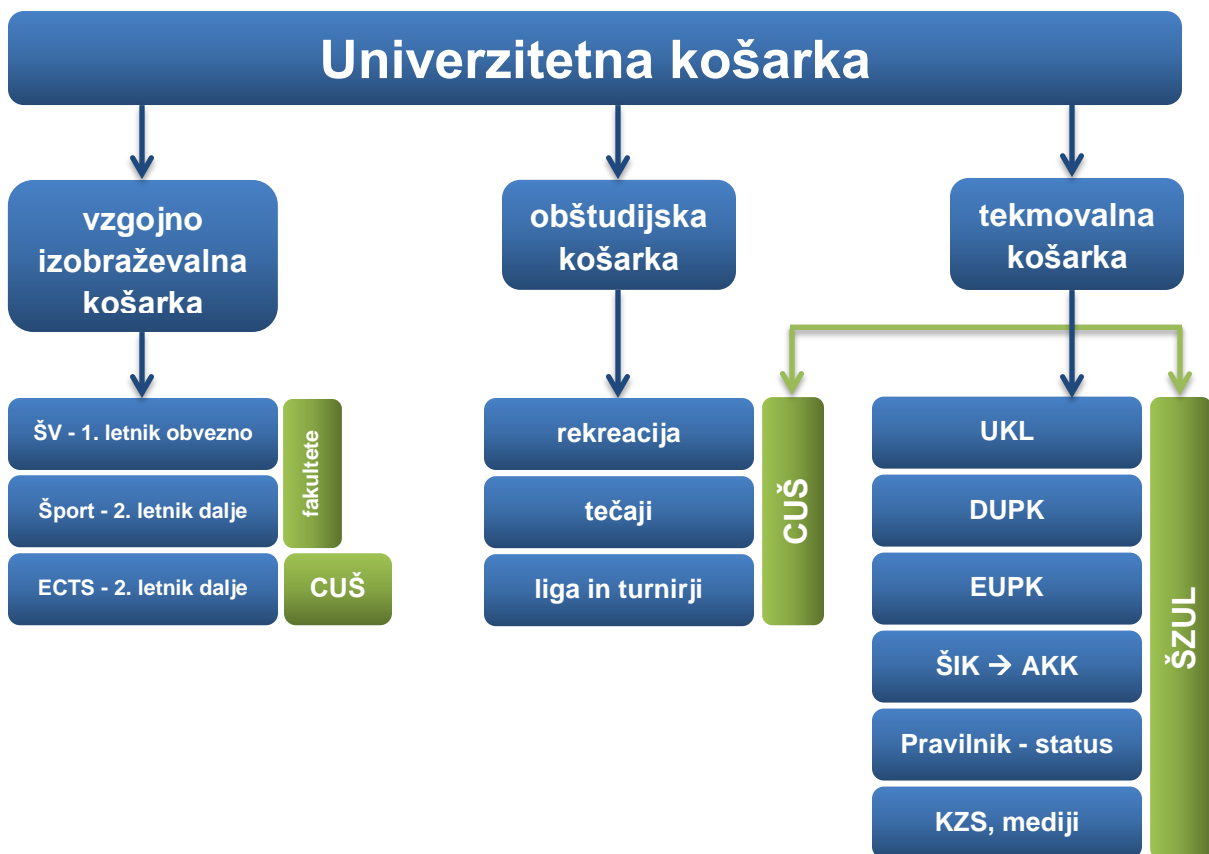 Univerzitetna košarka
vzgojno
izobraževalna
košarka
obštudijska
košarka
tekmovalna
košarka
ŠV - 1. letnik obvezno
Šport - 2. letnik dalje
ECTS - 2. letnik dalje
fakultete
CUŠ
rekreacija
tečaji
liga in turnirji
CUŠ
UKL
DUPK
EUPK
ŠIK → AKK
Pravilnik - status
KZS, mediji
ŠZUL